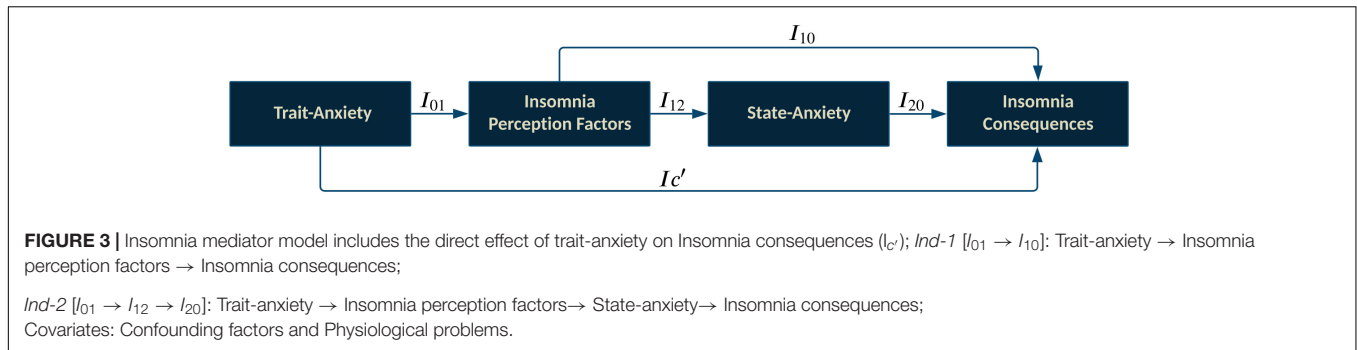 I₁₀
Trait-Anxiety
I₀₁
Insomnia
Perception Factors
I₁₂
State-Anxiety
I₂₀
Insomnia
Consequences
Ic′
FIGURE 3 | Insomnia mediator model includes the direct effect of trait-anxiety on Insomnia consequences (I_c′); Ind-1 [I₀₁ → I₁₀]: Trait-anxiety → Insomnia
perception factors → Insomnia consequences;
Ind-2 [I₀₁ → I₁₂ → I₂₀]: Trait-anxiety → Insomnia perception factors→ State-anxiety→ Insomnia consequences;
Covariates: Confounding factors and Physiological problems.